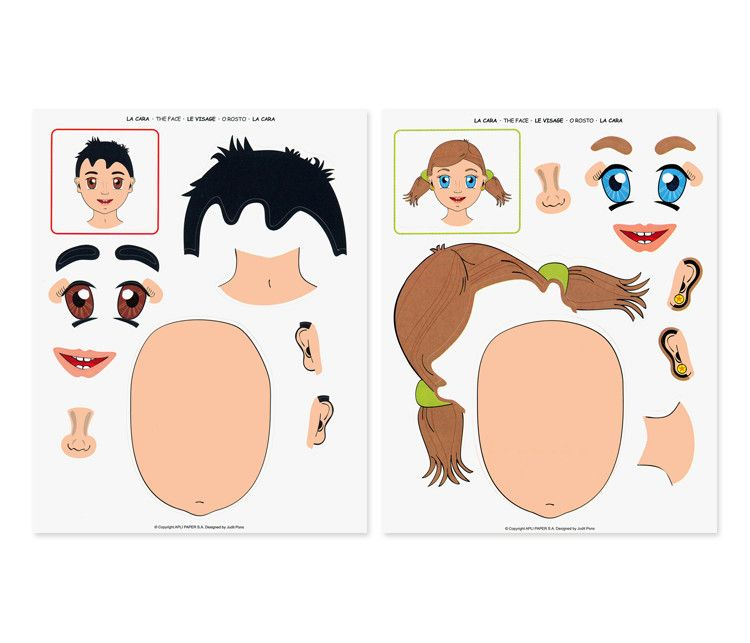 LA CARA · THE FACE · LE VISAGE · O ROSTO · LA CARA
LA CARA · THE FACE · LE VISAGE · O ROSTO · LA CARA
© Copyright APLI PAPER S.A. Designed by Judit Pons
© Copyright APLI PAPER S.A. Designed by Judit Pons